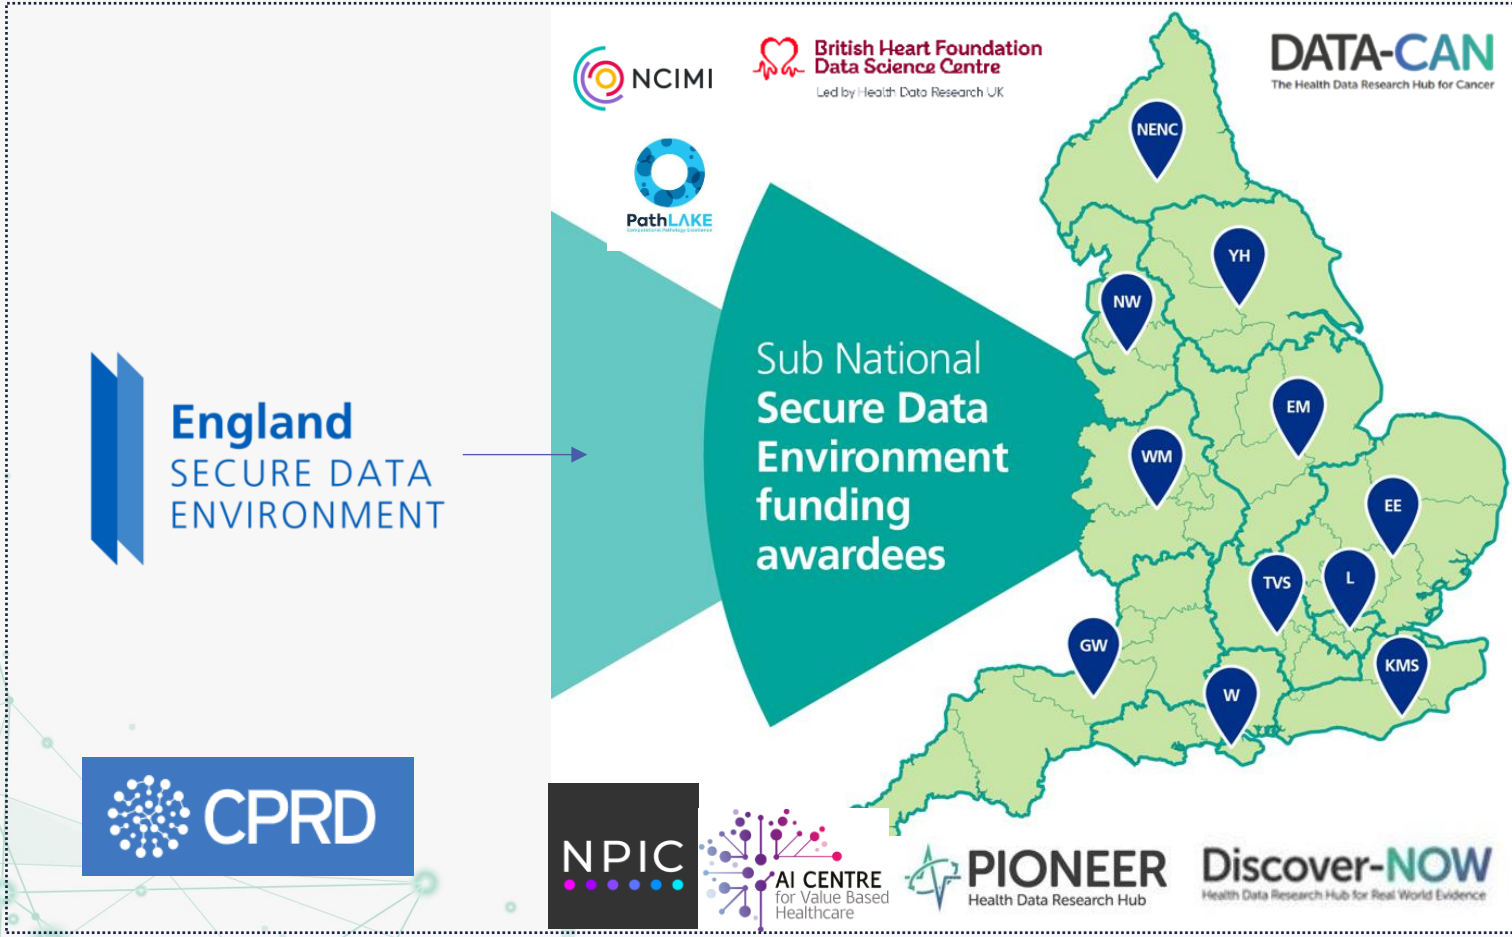 NCIMI
British Heart Foundation
Data Science Centre
Led by Health Data Research UK
DATA-CAN
The Health Data Research Hub for Cancer
PathLAKE
Computational Pathology Excellence
NENC
YH
NW
EM
WM
EE
TVS
L
GW
KMS
W
Sub National
Secure Data
Environment
funding
awardees
England
SECURE DATA
ENVIRONMENT
CPRD
NPIC
AI CENTRE
for Value Based
Healthcare
PIONEER
Health Data Research Hub
Discover-NOW
Health Data Research Hub for Real World Evidence